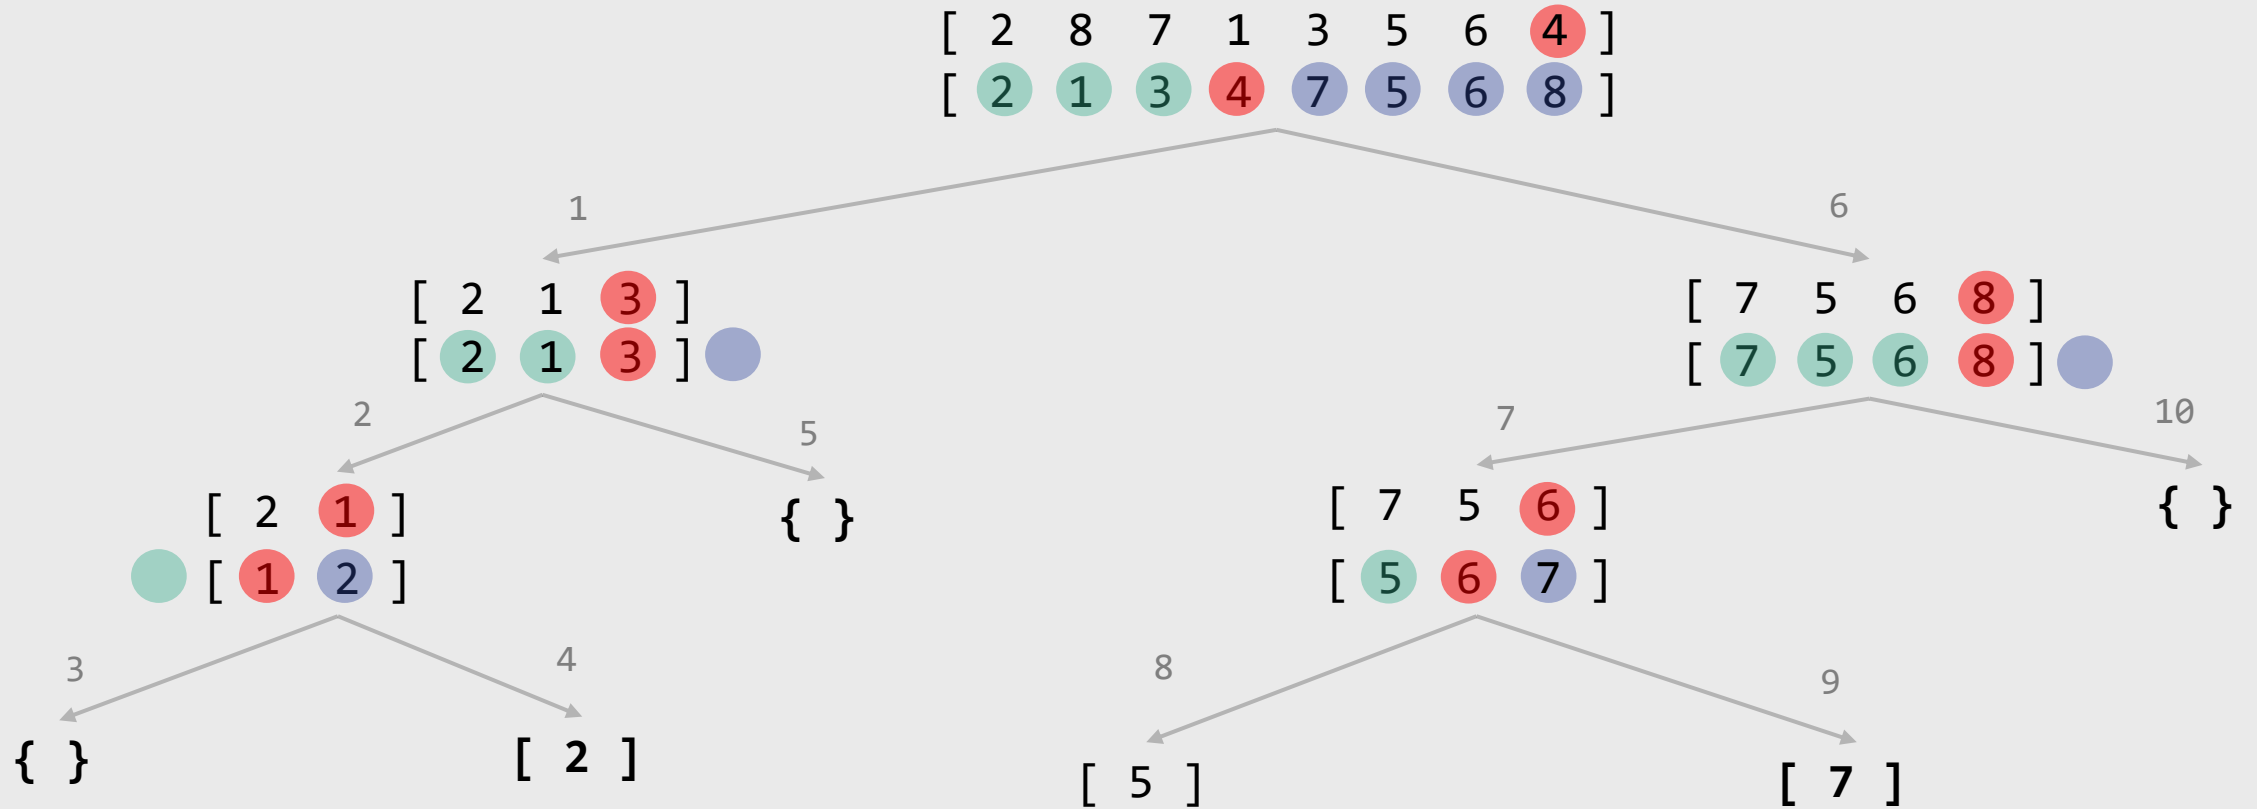 [ 2 8 7 1 3 5 6 4 ]
[ 2 1 3 4 7 5 6 8 ]
1 6
[ 2 1 3 ] [ 7 5 6 8 ]
[ 2 1 3 ] [ 7 5 6 8 ]
2 5 7 10
[ 2 1 ] { } [ 7 5 6 ] { }
[ 1 2 ] [ 5 6 7 ]
3 4 8 9
{ } [ 2 ] [ 5 ] [ 7 ]